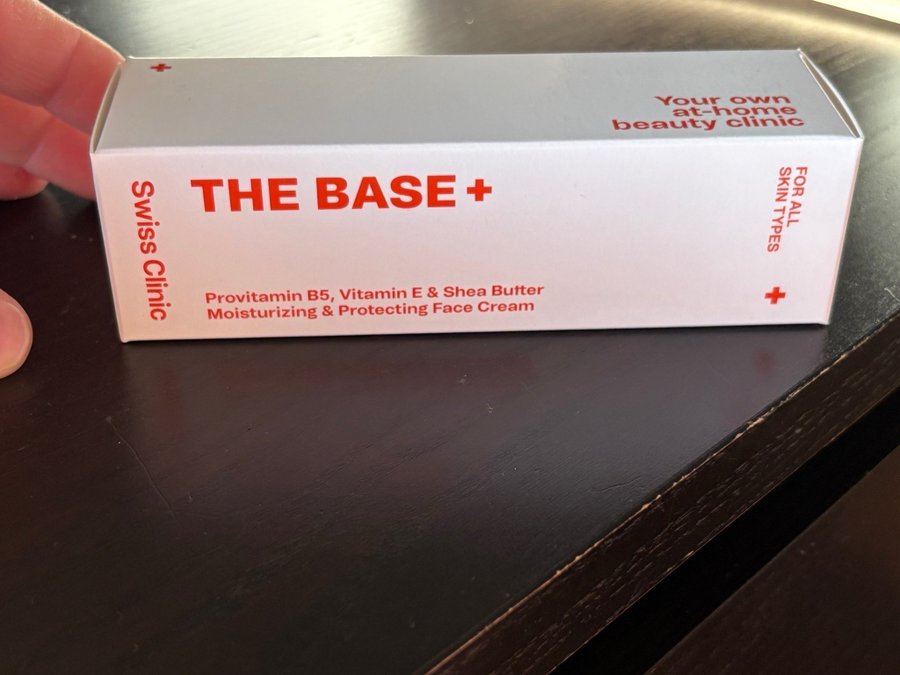 Your own
at-home
beauty clinic
Swiss Clinic
THE BASE+
Provitamin B5, Vitamin E & Shea Butter
Moisturizing & Protecting Face Cream
FOR ALL
SKIN TYPES